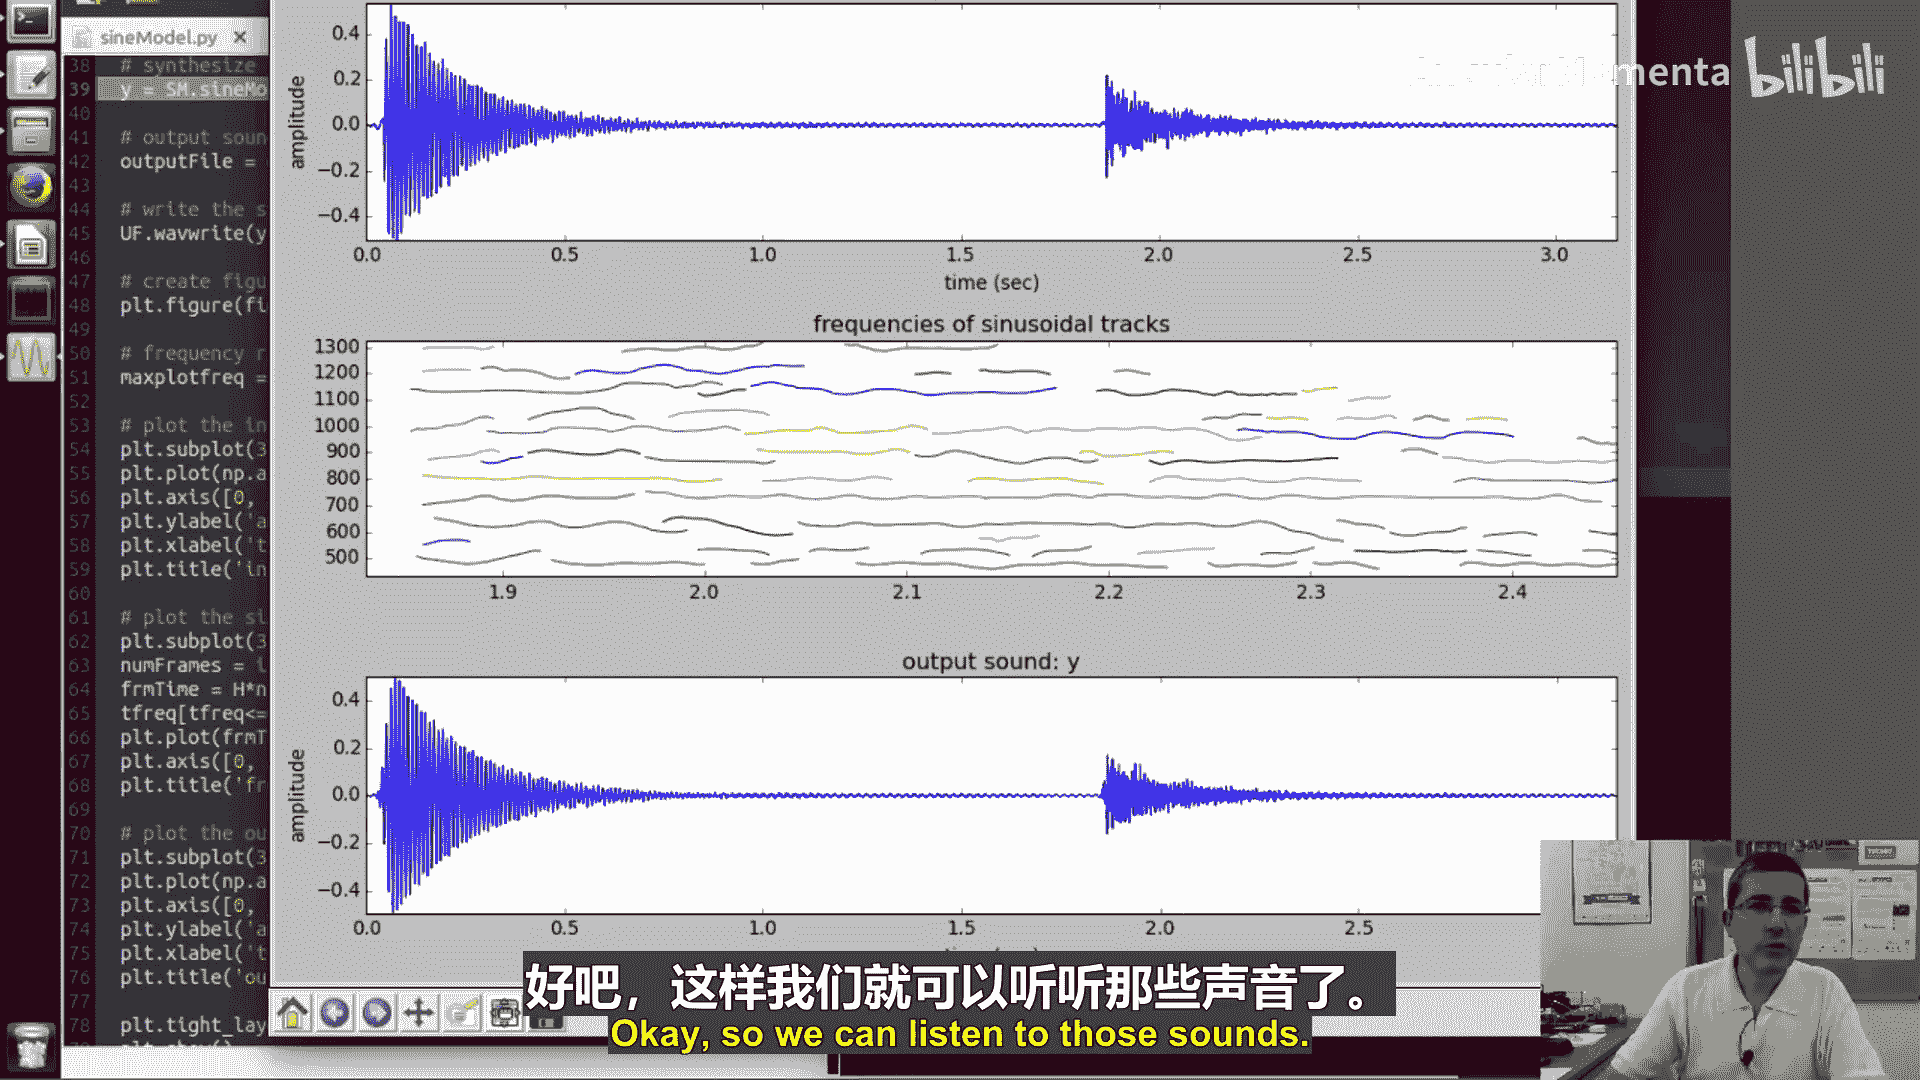 sineModel.py ×
38 # synthesize
39 y = SM.sineMo
40
41 # output soun
42 outputFile =
43
44 # write the s
45 UF.wavwrite(y
46
47 # create figu
48 plt.figure(fi
49
50 # frequency r
51 maxplotfreq =
52
53 # plot the in
54 plt.subplot(3
55 plt.plot(np.a
56 plt.axis([0,
57 plt.ylabel('a
58 plt.xlabel('t
59 plt.title('in
60
61 # plot the si
62 plt.subplot(3
63 numFrames = i
64 frmTime = H*n
65 tfreq[tfreq<=
66 plt.plot(frmT
67 plt.axis([0,
68 plt.title('fr
69
70 # plot the ou
71 plt.subplot(3
72 plt.plot(np.a
73 plt.axis([0,
74 plt.ylabel('a
75 plt.xlabel('t
76 plt.title('ou
77
78 plt.tight_lay
amplitude
0.4
0.2
0.0
−0.2
−0.4
0.0 0.5 1.0 1.5 2.0 2.5 3.0
time (sec)
frequencies of sinusoidal tracks
1300
1200
1100
1000
900
800
700
600
500
1.9 2.0 2.1 2.2 2.3 2.4
output sound: y
amplitude
0.4
0.2
0.0
−0.2
−0.4
0.0 0.5 1.0 1.5 2.0 2.5
menta bilibili
好吧，这样我们就可以听听那些声音了。
Okay, so we can listen to those sounds.